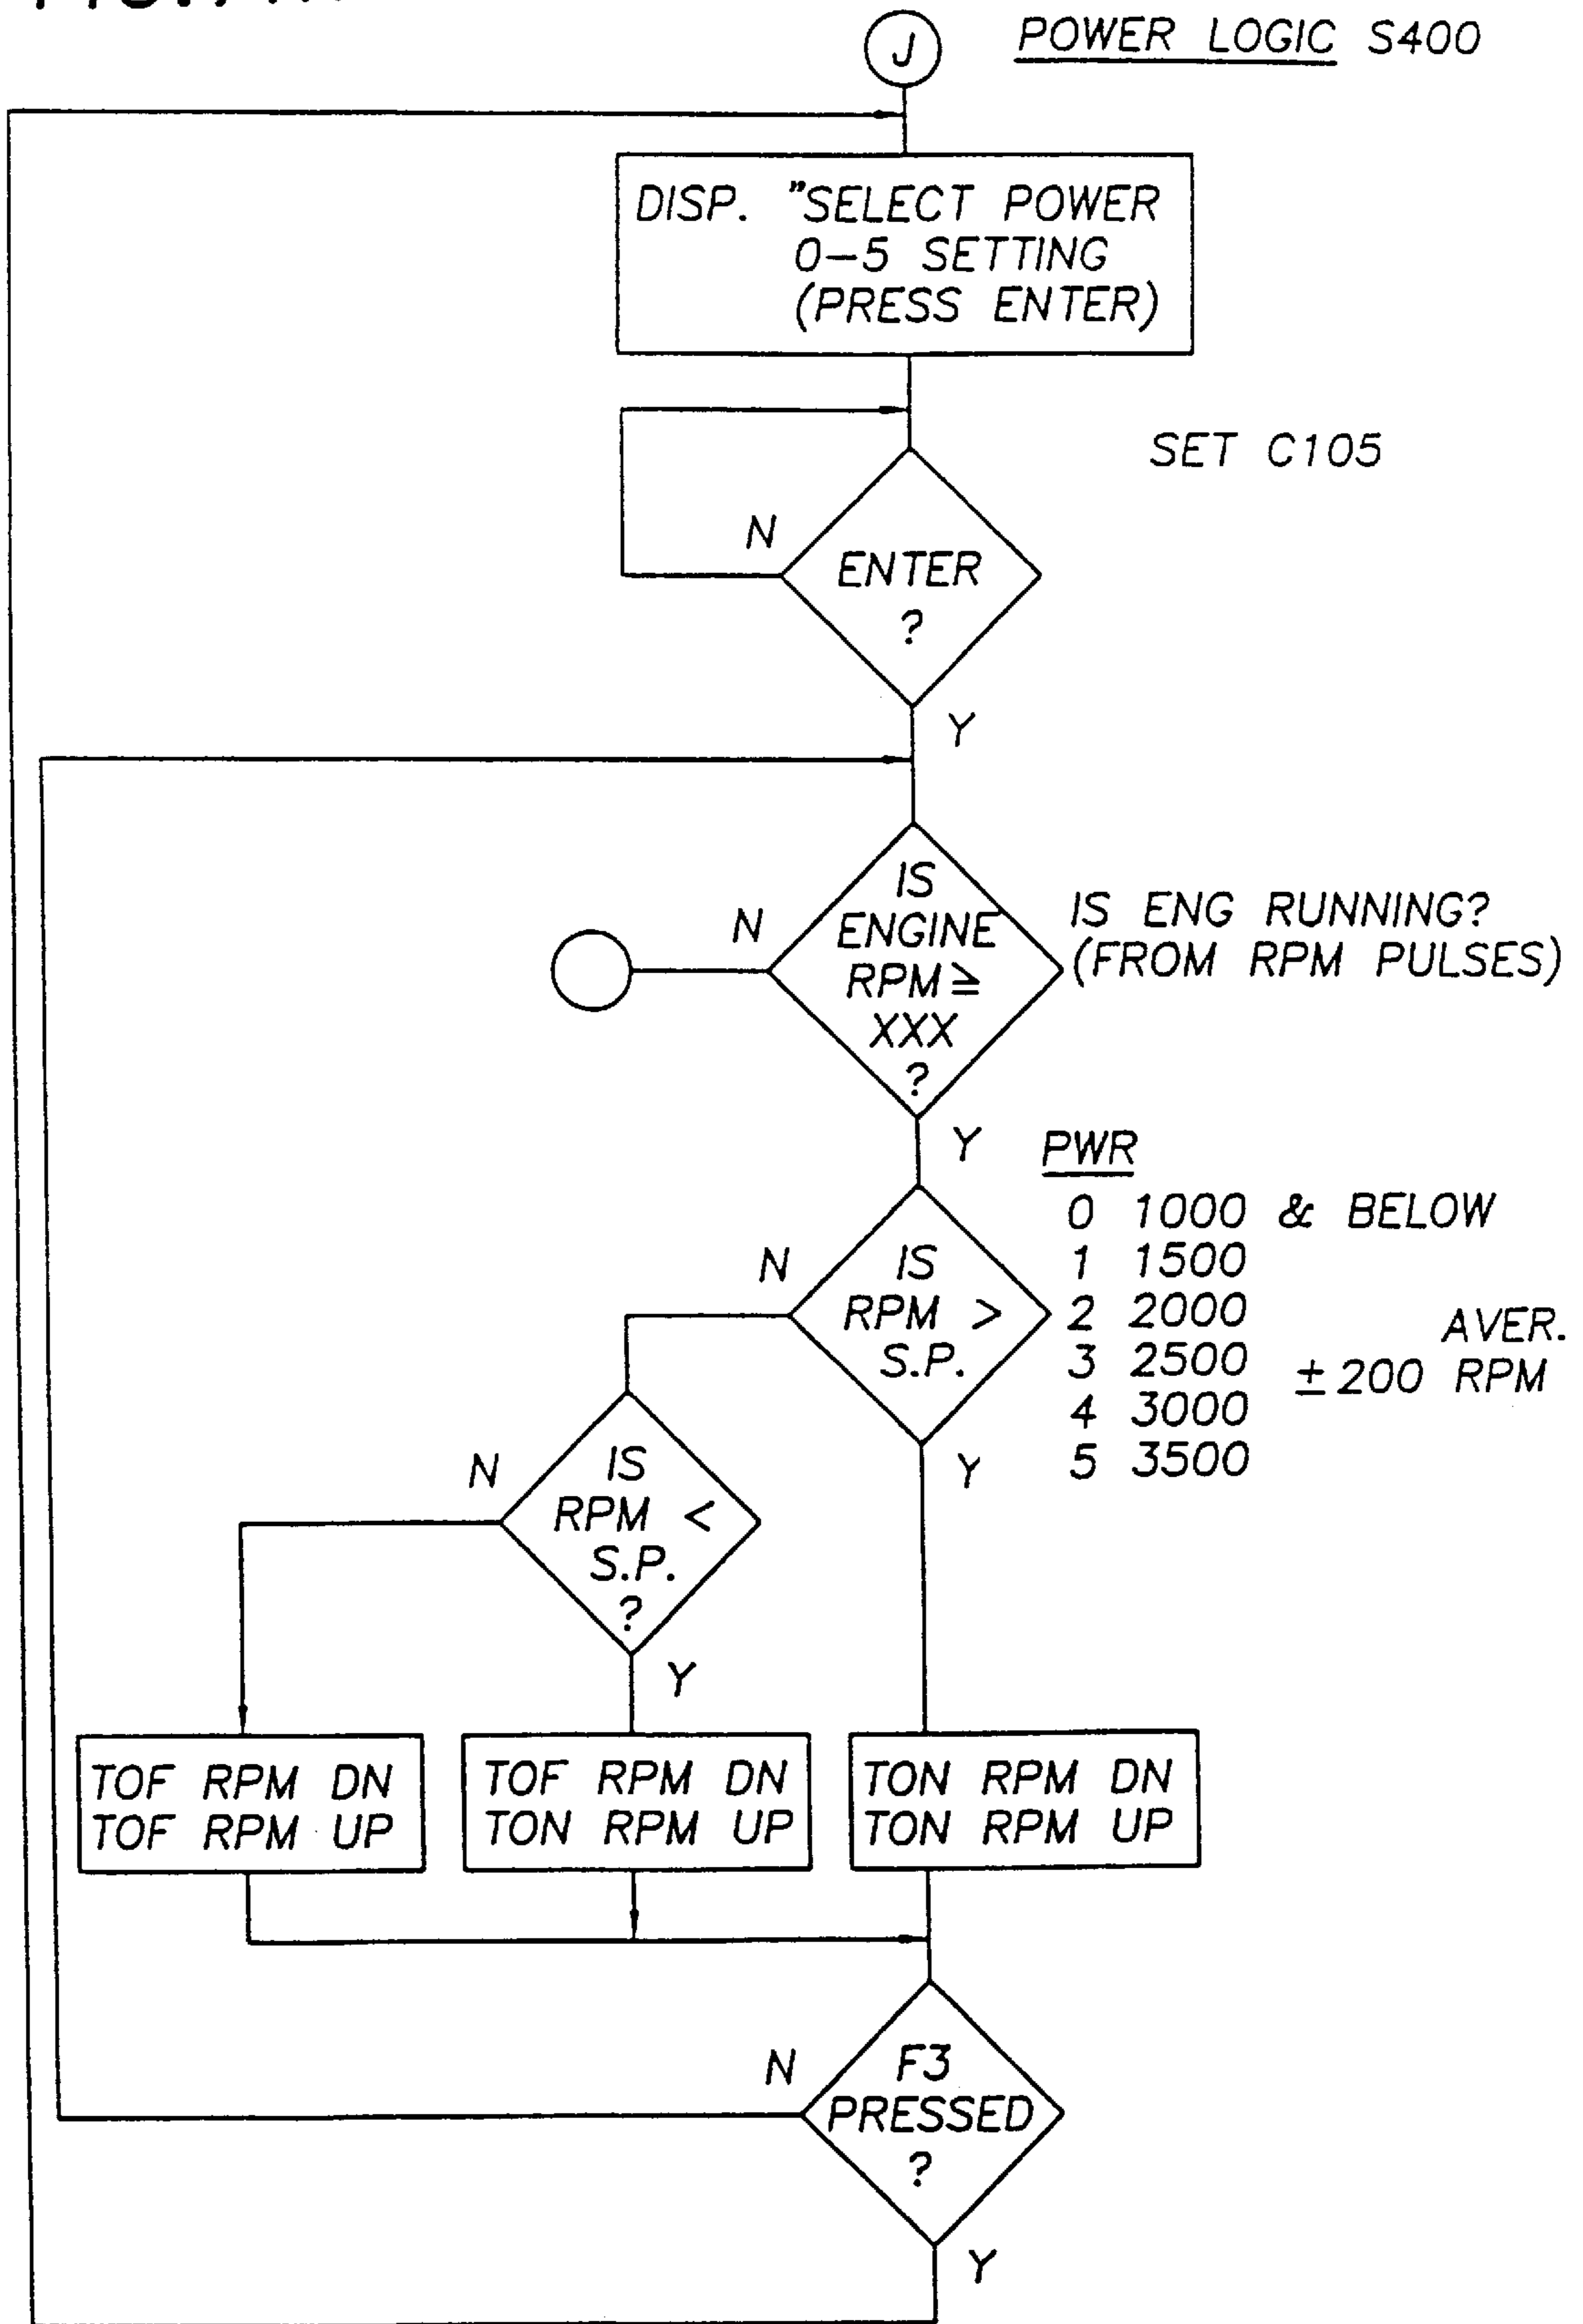 J
POWER LOGIC S400
DISP. "SELECT POWER
0-5 SETTING
(PRESS ENTER)
SET C105
N
ENTER
?
Y
IS
ENGINE
RPM≧
XXX
?
N
IS ENG RUNNING?
(FROM RPM PULSES)
Y
PWR
0 1000 & BELOW
1 1500
2 2000
3 2500
4 3000
5 3500
AVER.
±200 RPM
N
IS
RPM >
S.P.
Y
N
IS
RPM <
S.P.
?
Y
TOF RPM DN
TOF RPM UP
TOF RPM DN
TON RPM UP
TON RPM DN
TON RPM UP
N
F3
PRESSED
?
Y